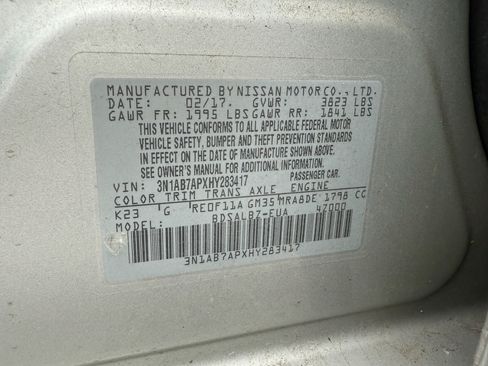 MANUFACTURED BY NISSAN MOTOR CO., LTD.
DATE: 02/17. GVWR: 3823 LBS
GAWR FR: 1995 LBS GAWR RR: 1841 LBS
THIS VEHICLE CONFORMS TO ALL APPLICABLE FEDERAL MOTOR
VEHICLE SAFETY, BUMPER AND THEFT PREVENTION STANDARDS
IN EFFECT ON THE DATE OF MANUFACTURE SHOWN ABOVE.
SEE OWNER'S MANUAL FOR ADDITIONAL INFORMATION.
VIN: 3N1AB7APXHY283417 PASSENGER CAR.
COLOR TRIM TRANS AXLE ENGINE
K23 G RE0F11A GM35 MRA8DE 1798 CC
MODEL: BDSALBZ-EUA 47000
3N1AB7APXHY283417